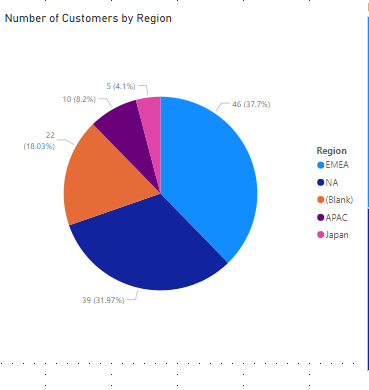 Number of Customers by Region
5 (4.1%)
10 (8.2%)
46 (37.7%)
22
(18.03%)
39 (31.97%)
Region
EMEA
NA
(Blank)
APAC
Japan